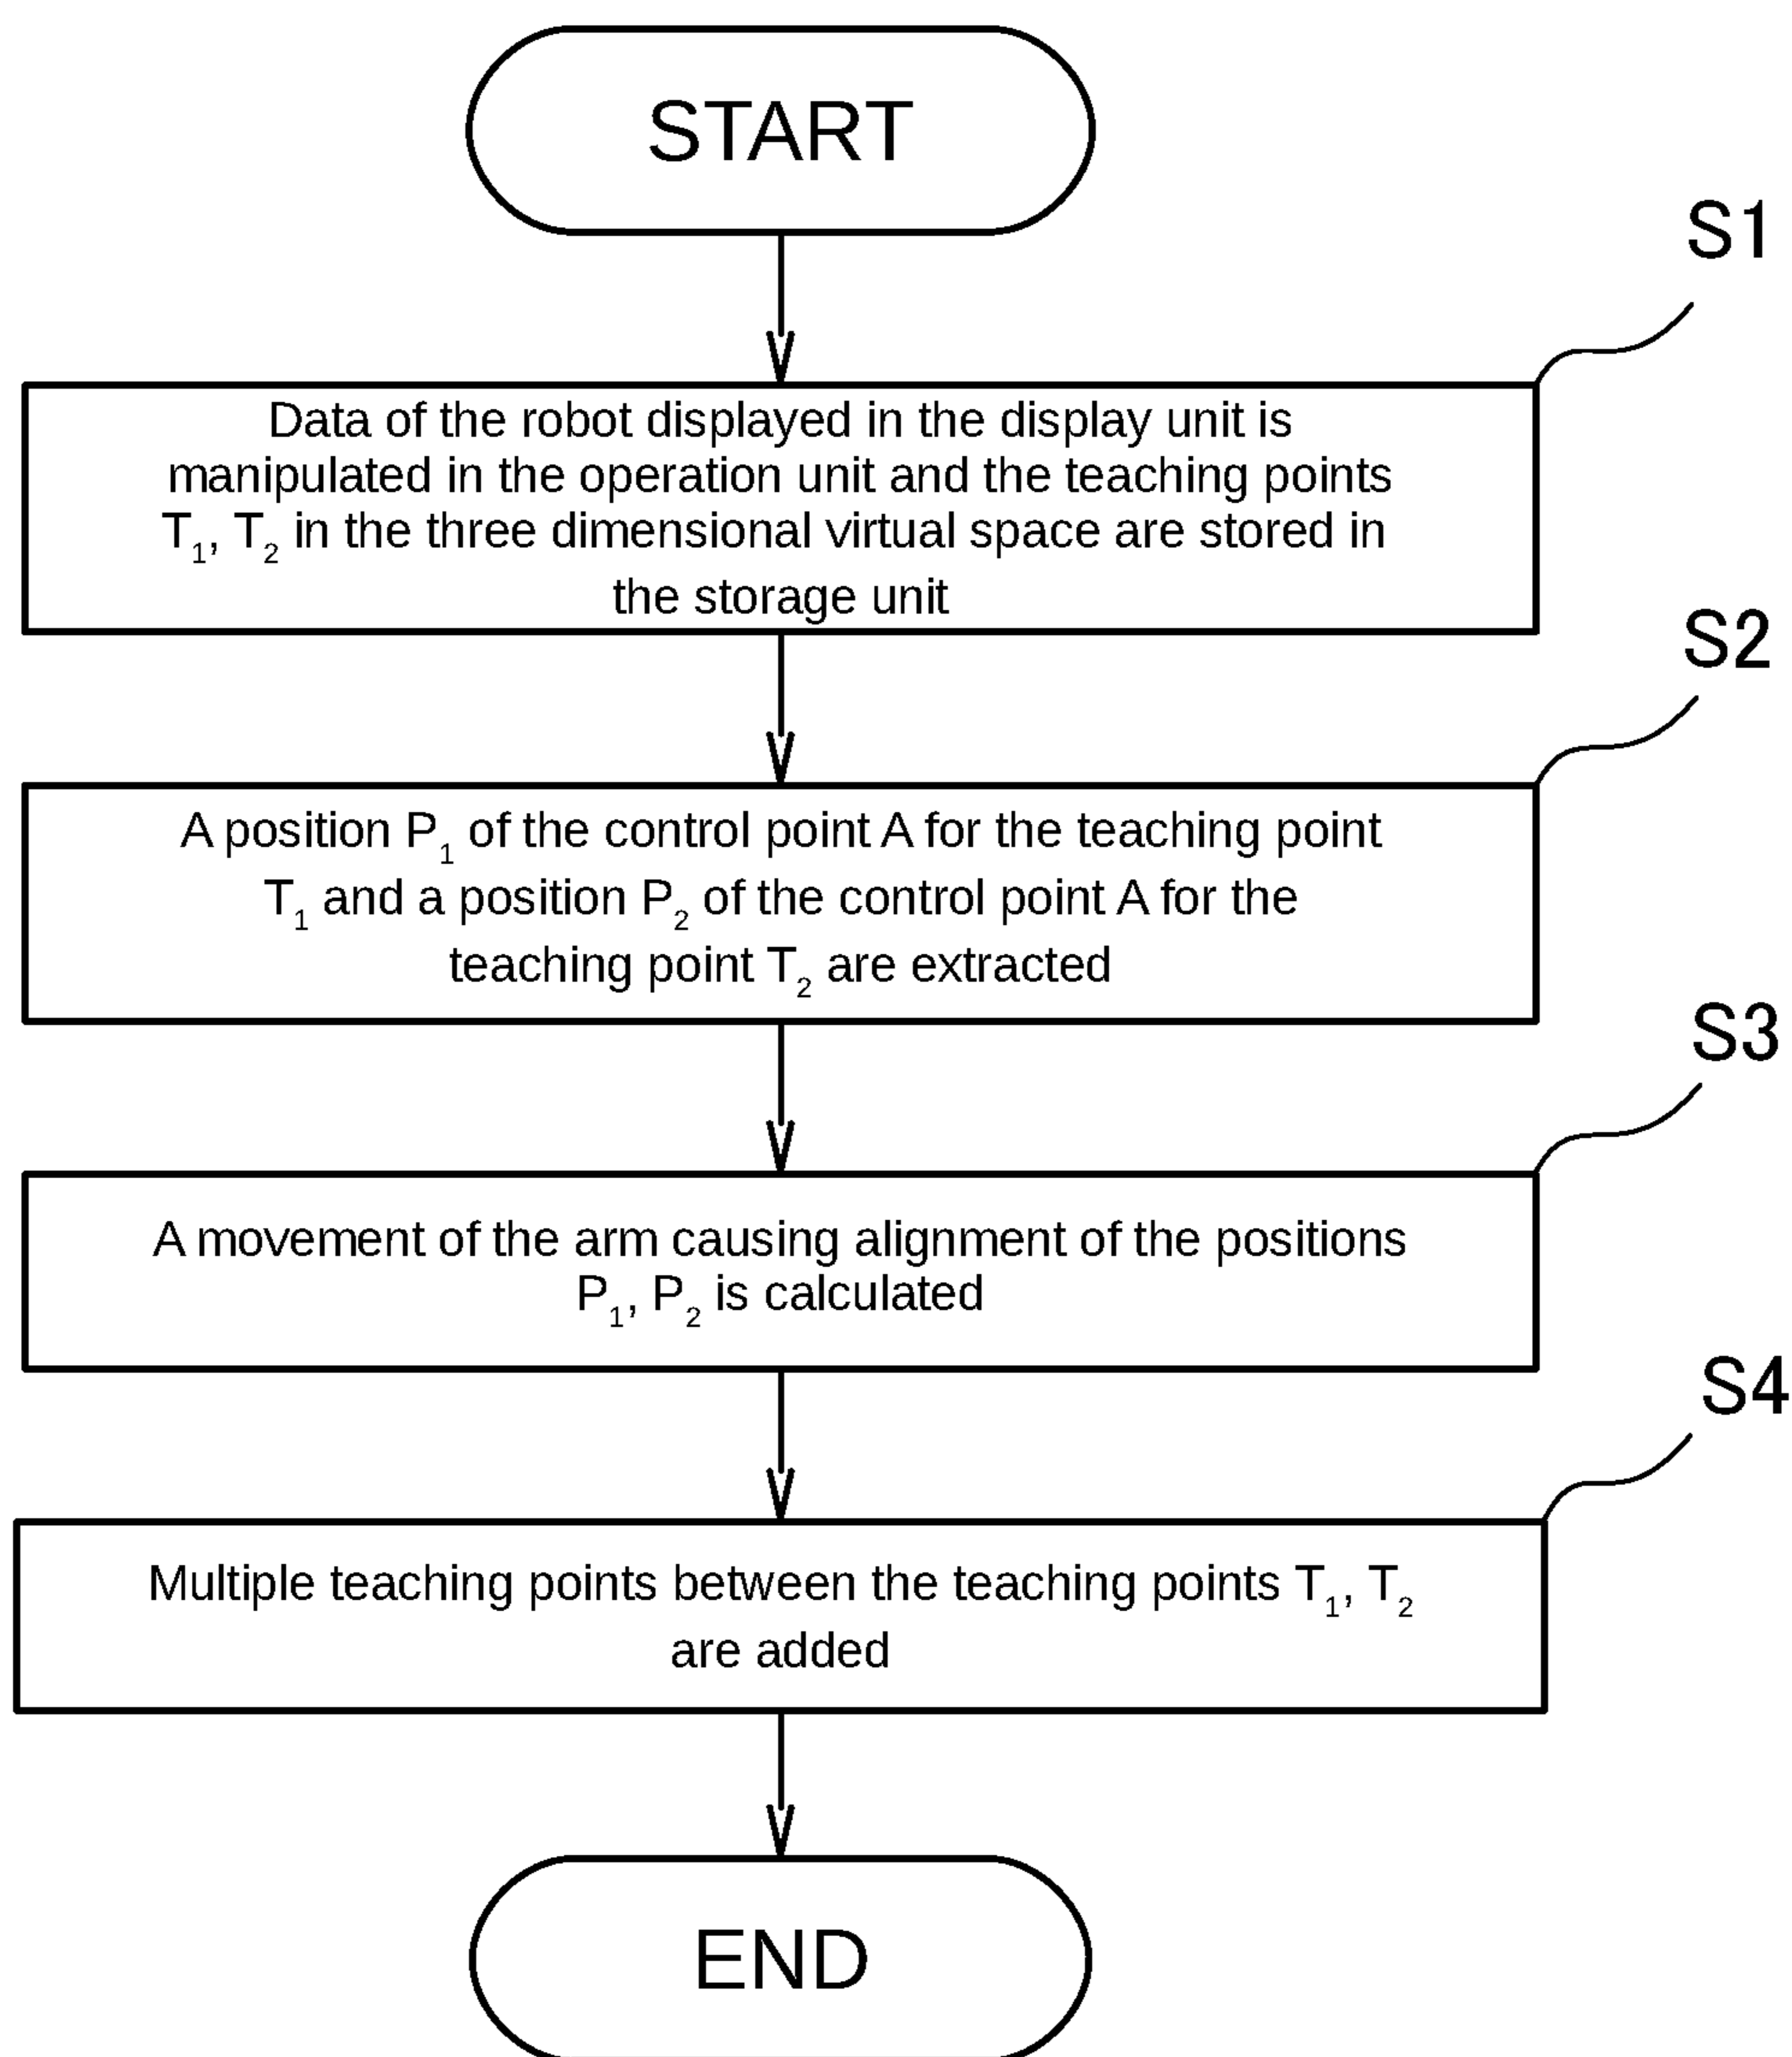 START
S1
Data of the robot displayed in the display unit is
manipulated in the operation unit and the teaching points
T₁, T₂ in the three dimensional virtual space are stored in
the storage unit
S2
A position P₁ of the control point A for the teaching point
T₁ and a position P₂ of the control point A for the
teaching point T₂ are extracted
S3
A movement of the arm causing alignment of the positions
P₁, P₂ is calculated
S4
Multiple teaching points between the teaching points T₁, T₂
are added
END